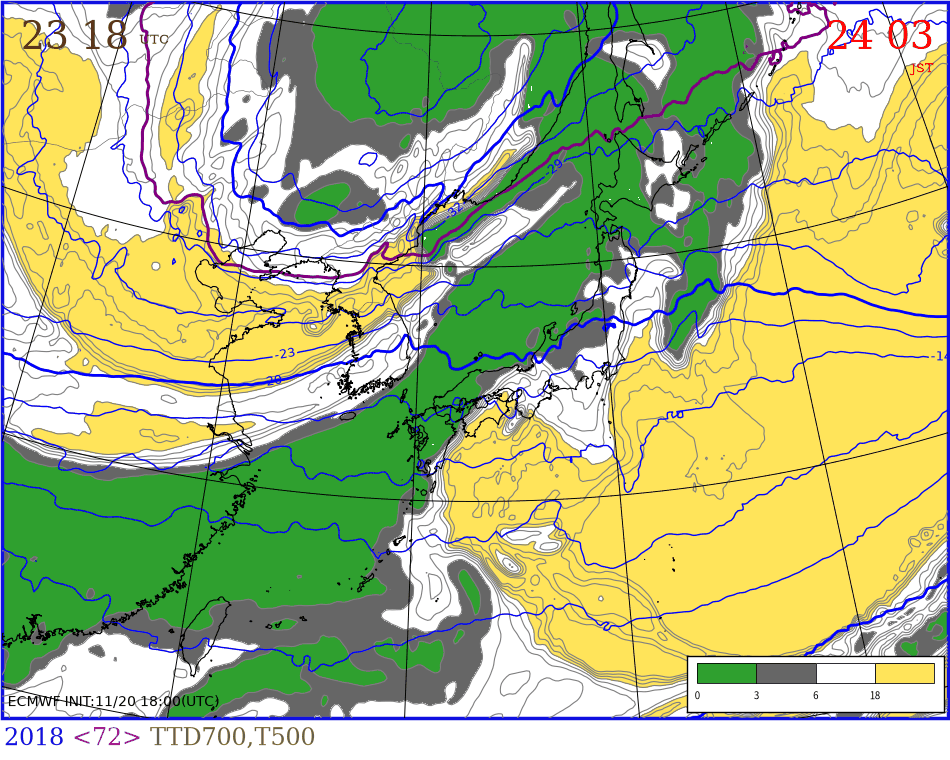 23 18 UTC
24 03
JST
-29
-32
-23
-20
-14
0 3 6 18
ECMWF INIT:11/20 18:00(UTC)
2018 <72> TTD700,T500